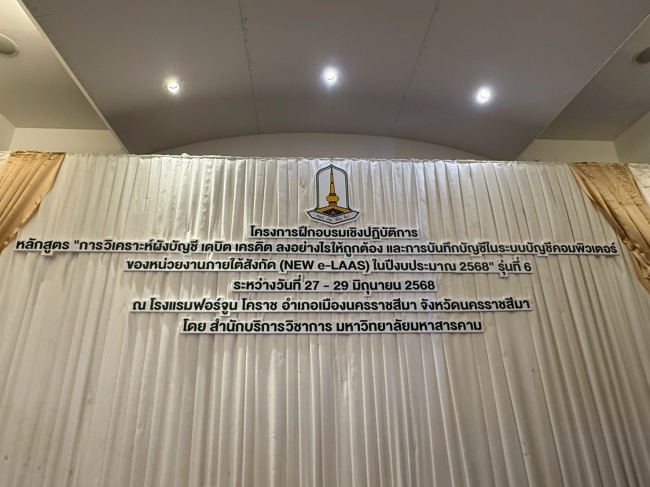 โครงการฝึกอบรมเชิงปฏิบัติการ
หลักสูตร "การวิเคราะห์ผังบัญชี เดบิต เครดิต ลงอย่างไรให้ถูกต้อง และการบันทึกบัญชีในระบบบัญชีคอมพิวเตอร์
ของหน่วยงานภายใต้สังกัด (NEW e-LAAS) ในปีงบประมาณ 2568" รุ่นที่ 6
ระหว่างวันที่ 27 - 29 มิถุนายน 2568
ณ โรงแรมฟอร์จูน โคราช อำเภอเมืองนครราชสีมา จังหวัดนครราชสีมา
โดย สำนักบริการวิชาการ มหาวิทยาลัยมหาสารคาม